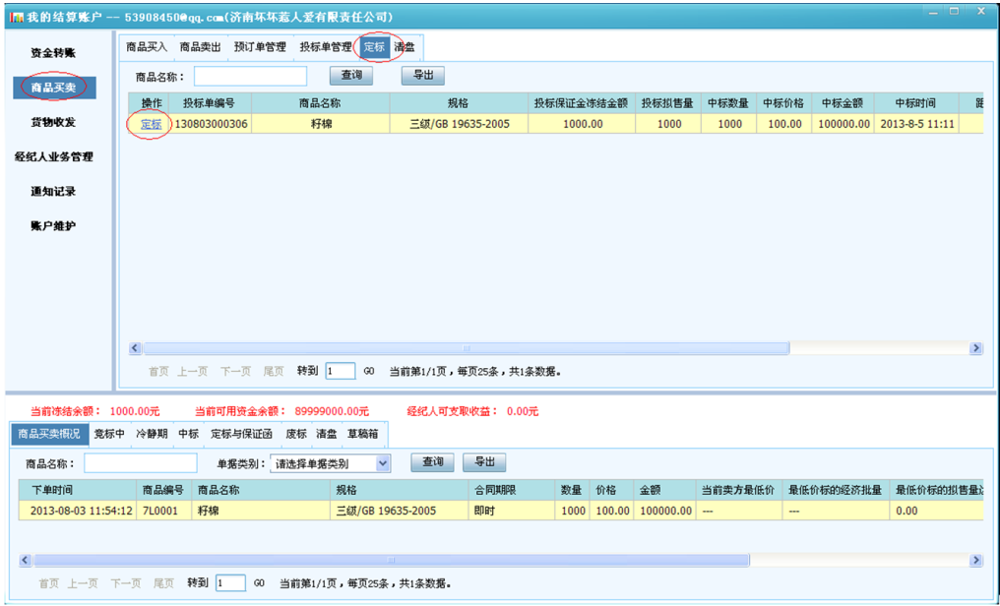 我的结算账户 -- 53908450@qq.com(济南坏坏惹人爱有限责任公司)
资金转账
商品买卖
货物收发
经纪人业务管理
通知记录
账户维护
商品买入 商品卖出 预订单管理 投标单管理 定标 清盘
商品名称： 查询 导出
操作 投标单编号 商品名称 规格 投标保证金冻结金额 投标拟售量 中标数量 中标价格 中标金额 中标时间
定标 130803000306 籽棉 三级/GB 19635-2005 1000.00 1000 1000 100.00 100000.00 2013-8-5 11:11
首页 上一页 下一页 尾页 转到 1 GO 当前第1/1页，每页25条，共1条数据。
当前冻结余额： 1000.00元 当前可用资金余额： 89999000.00元 经纪人可支取收益： 0.00元
商品买卖概况 竞标中 冷静期 中标 定标与保证函 废标 清盘 草稿箱
商品名称： 单据类别： 请选择单据类别 查询 导出
下单时间 商品编号 商品名称 规格 合同期限 数量 价格 金额 当前卖方最低价 最低价标的经济批量 最低价标的拟售量
2013-08-03 11:54:12 7L0001 籽棉 三级/GB 19635-2005 即时 1000 100.00 100000.00 --- --- 0.00
首页 上一页 下一页 尾页 转到 1 GO 当前第1/1页，每页25条，共1条数据。